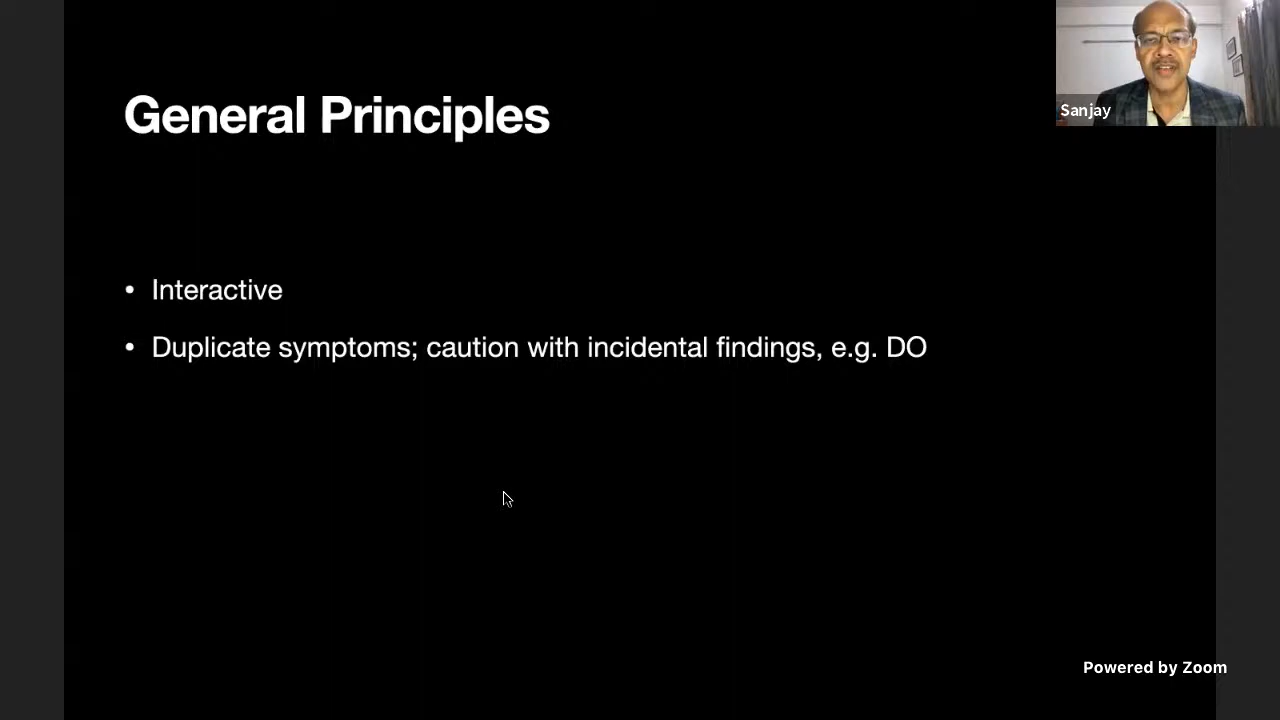 General Principles
Sanjay
• Interactive
• Duplicate symptoms; caution with incidental findings, e.g. DO
Powered by Zoom